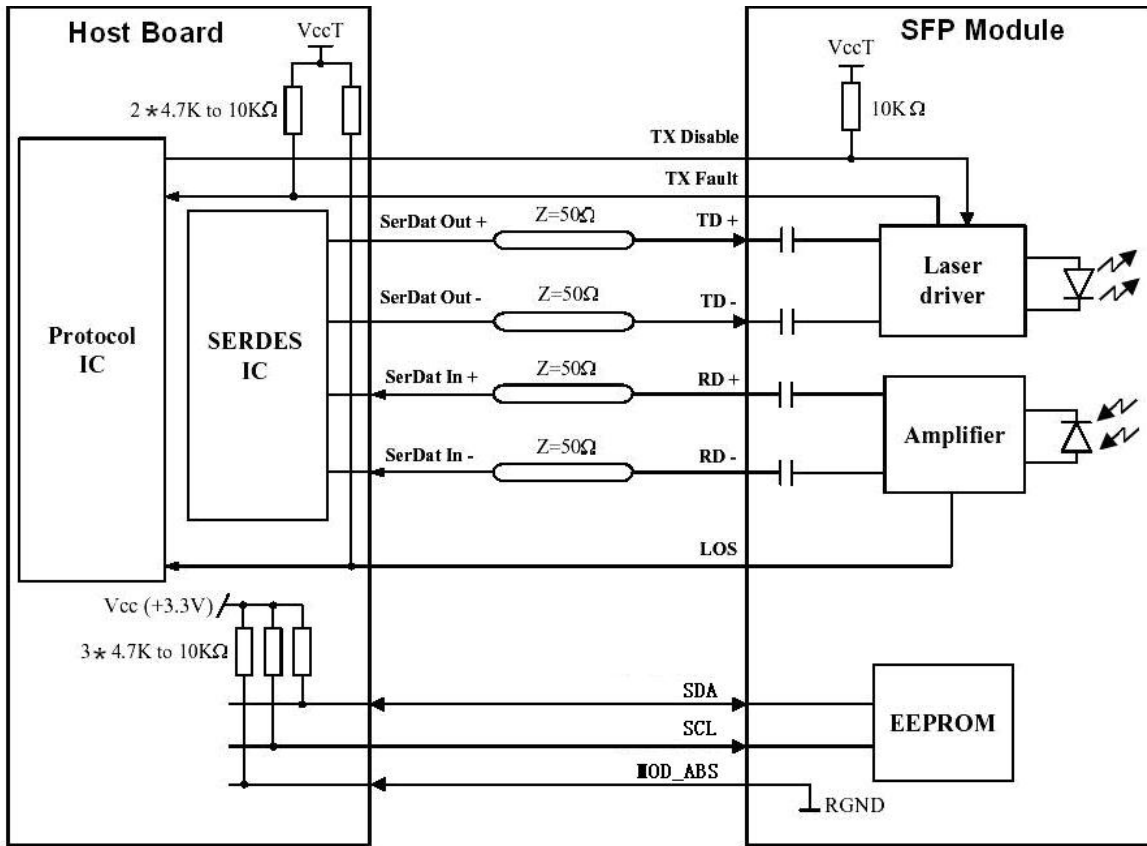 Host Board
SFP Module
VccT
VccT
2*4.7K to 10KΩ
10KΩ
TX Disable
TX Fault
SerDat Out +
Z=50Ω
TD +
Laser
driver
SerDat Out -
Z=50Ω
TD -
Protocol
IC
SERDES
IC
SerDat In +
Z=50Ω
RD +
Amplifier
SerDat In -
Z=50Ω
RD -
LOS
Vcc (+3.3V)
3*4.7K to 10KΩ
SDA
SCL
EEPROM
MOD_ABS
RGND